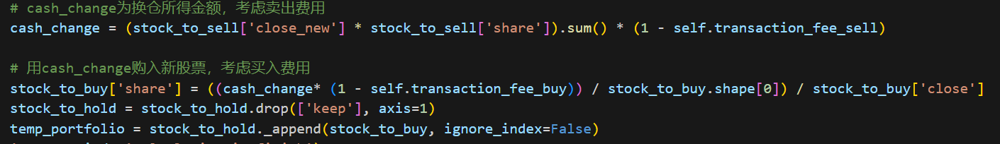 # cash_change为换仓所得金额，考虑卖出费用
cash_change = (stock_to_sell['close_new'] * stock_to_sell['share']).sum() * (1 - self.transaction_fee_sell)
# 用cash_change购入新股票，考虑买入费用
stock_to_buy['share'] = ((cash_change* (1 - self.transaction_fee_buy)) / stock_to_buy.shape[0]) / stock_to_buy['close']
stock_to_hold = stock_to_hold.drop(['keep'], axis=1)
temp_portfolio = stock_to_hold._append(stock_to_buy, ignore_index=False)